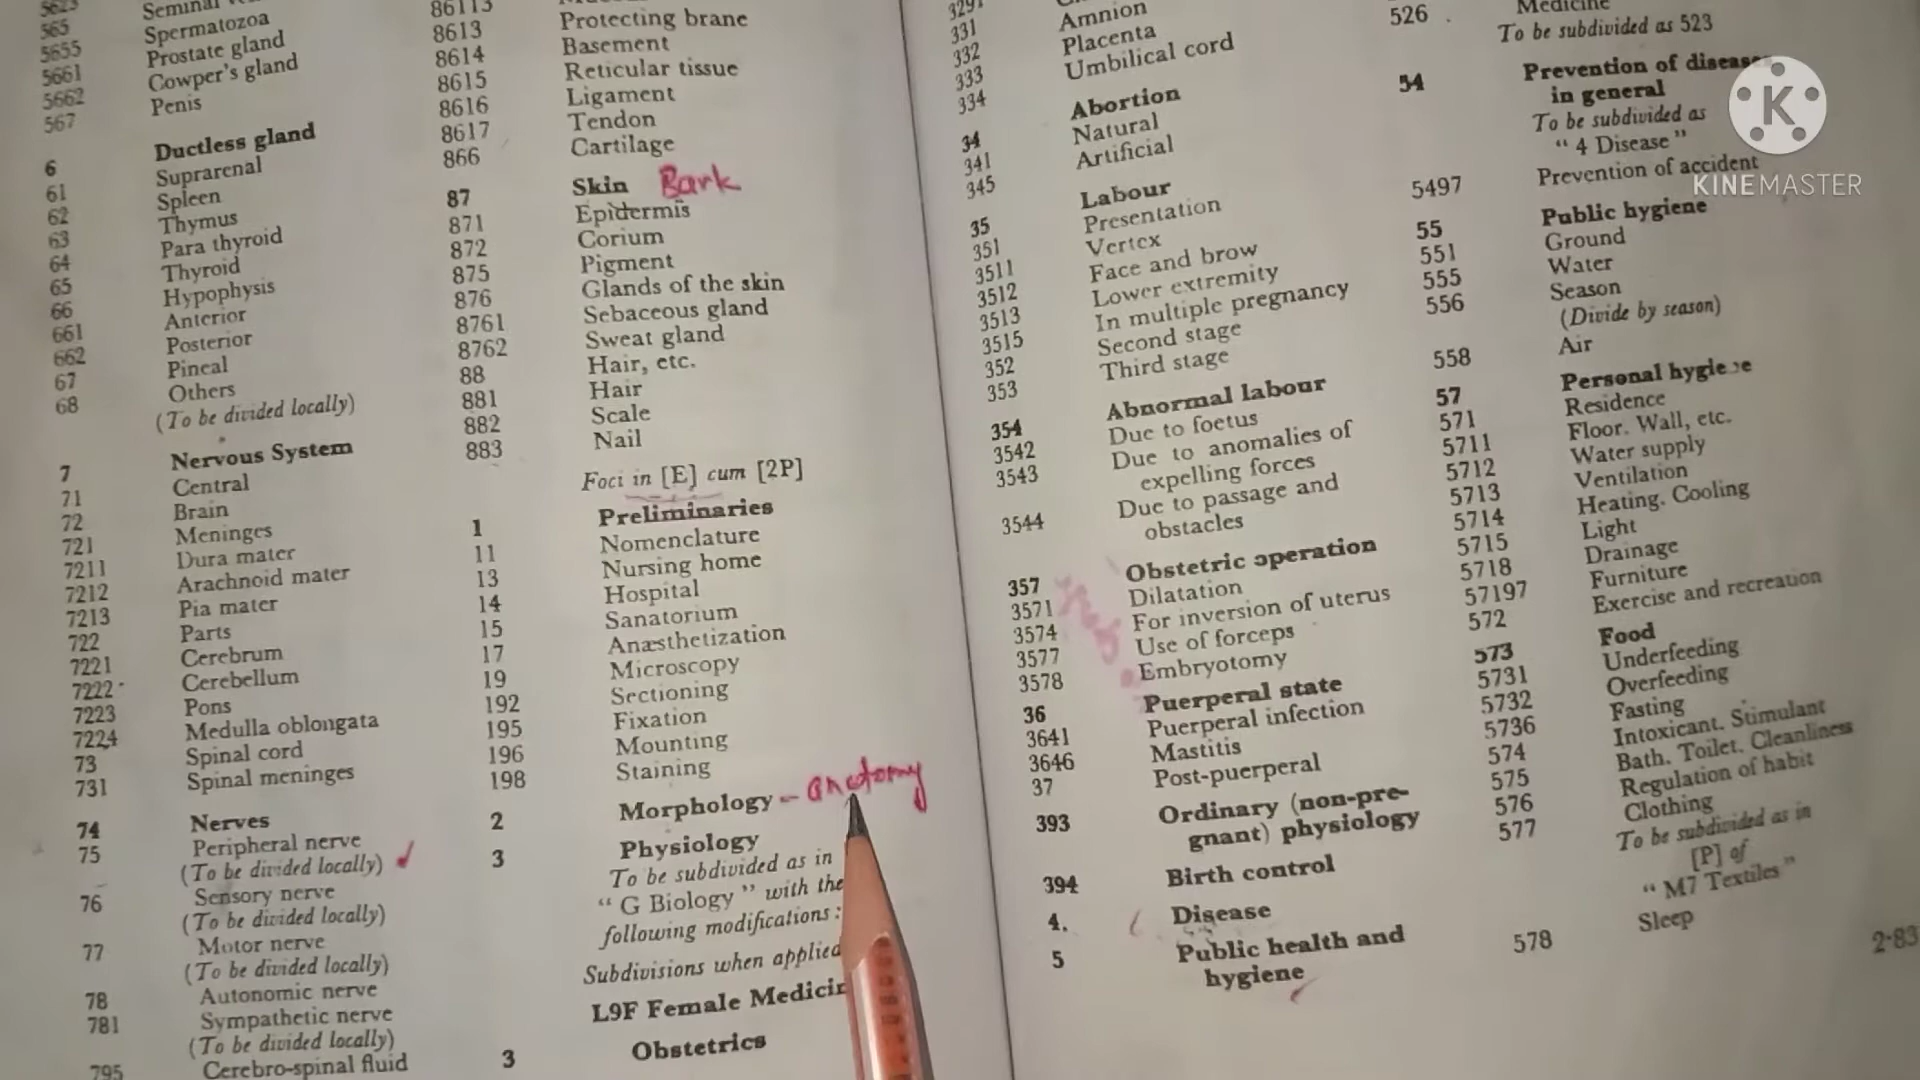 565 Seminal
5655 Spermatozoa
5661 Prostate gland
5662 Cowper's gland
567 Penis
6 Ductless gland
61 Suprarenal
62 Spleen
63 Thymus
64 Para thyroid
65 Thyroid
66 Hypophysis
661 Anterior
662 Posterior
67 Pineal
68 Others
(To be divided locally)
7 Nervous System
71 Central
72 Brain
721 Meninges
7211 Dura mater
7212 Arachnoid mater
7213 Pia mater
722 Parts
7221 Cerebrum
7222 Cerebellum
7223 Pons
7224 Medulla oblongata
73 Spinal cord
731 Spinal meninges
74 Nerves
75 Peripheral nerve
(To be divided locally)
76 Sensory nerve
(To be divided locally)
77 Motor nerve
(To be divided locally)
78 Autonomic nerve
781 Sympathetic nerve
(To be divided locally)
795 Cerebro-spinal fluid
86113
8613 Protecting brane
8614 Basement
8615 Reticular tissue
8616 Ligament
8617 Tendon
866 Cartilage
87 Skin Bark
871 Epidermis
872 Corium
875 Pigment
876 Glands of the skin
8761 Sebaceous gland
8762 Sweat gland
88 Hair, etc.
881 Hair
882 Scale
883 Nail
Foci in [E] cum [2P]
1 Preliminaries
11 Nomenclature
13 Nursing home
14 Hospital
15 Sanatorium
17 Anæsthetization
19 Microscopy
192 Sectioning
195 Fixation
196 Mounting
198 Staining
2 Morphology - anatomy
3 Physiology
To be subdivided as in
“G Biology” with the
following modifications :
Subdivisions when applied
L9F Female Medicin
3 Obstetrics
331
332 Amnion
333 Placenta
334 Umbilical cord
34 Abortion
341 Natural
345 Artificial
35 Labour
351 Presentation
3511 Vertex
3512 Face and brow
3513 Lower extremity
3515 In multiple pregnancy
352 Second stage
353 Third stage
354 Abnormal labour
3542 Due to foetus
3543 Due to anomalies of
expelling forces
3544 Due to passage and
obstacles
357 Obstetric operation
3571 Dilatation
3574 For inversion of uterus
3577 Use of forceps
3578 Embryotomy
36 Puerperal state
3641 Puerperal infection
3646 Mastitis
37 Post-puerperal
393 Ordinary (non-pre-
gnant) physiology
394 Birth control
4. Disease
5 Public health and
hygiene
526 Medicine
To be subdivided as 523
54 Prevention of disease
in general
To be subdivided as
“ 4 Disease”
5497 Prevention of accident
55 Public hygiene
551 Ground
555 Water
556 Season
(Divide by season)
558 Air
57 Personal hygiene
571 Residence
5711 Floor. Wall, etc.
5712 Water supply
5713 Ventilation
5714 Heating. Cooling
5715 Light
5718 Drainage
57197 Furniture
572 Exercise and recreation
573 Food
5731 Underfeeding
5732 Overfeeding
5736 Fasting
574 Intoxicant. Stimulant
575 Bath. Toilet. Cleanliness
576 Regulation of habit
577 Clothing
To be subdivided as in
[P] of
“M7 Textiles”
578 Sleep
2·83
K
KINEMASTER